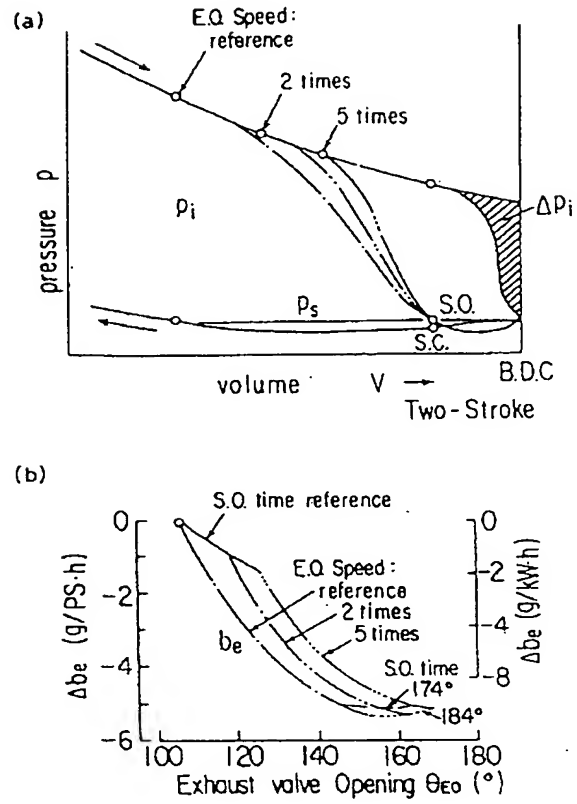 (a)
E.O. Speed:
reference
2 times
5 times
pressure p
Pi
ΔPi
Ps
S.O.
S.C.
B.D.C
volume V →
Two-Stroke
(b)
S.O. time reference
E.O. Speed:
reference
2 times
5 times
be
S.O. time
174°
184°
Δbe (g/PS·h)
0
-2
-4
-6
Δbe (g/kW·h)
0
-2
-4
-8
100 120 140 160 180
Exhaust valve Opening θEO (°)